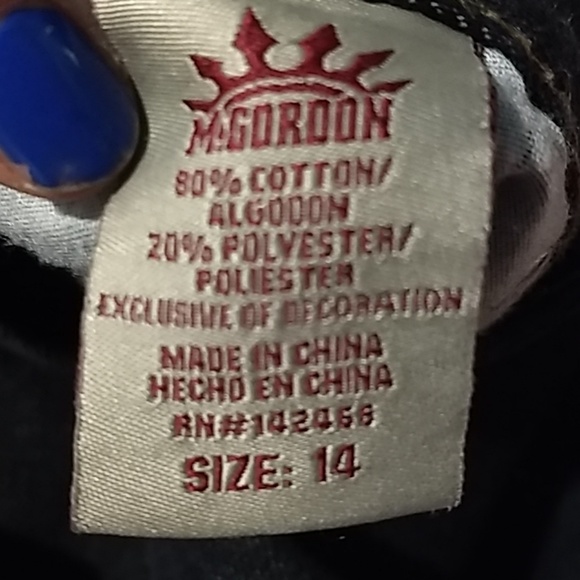 M.GORDON
80% COTTON/
ALGODON
20% POLYESTER/
POLIESTER
EXCLUSIVE OF DECORATION
MADE IN CHINA
HECHO EN CHINA
RN#142466
SIZE: 14